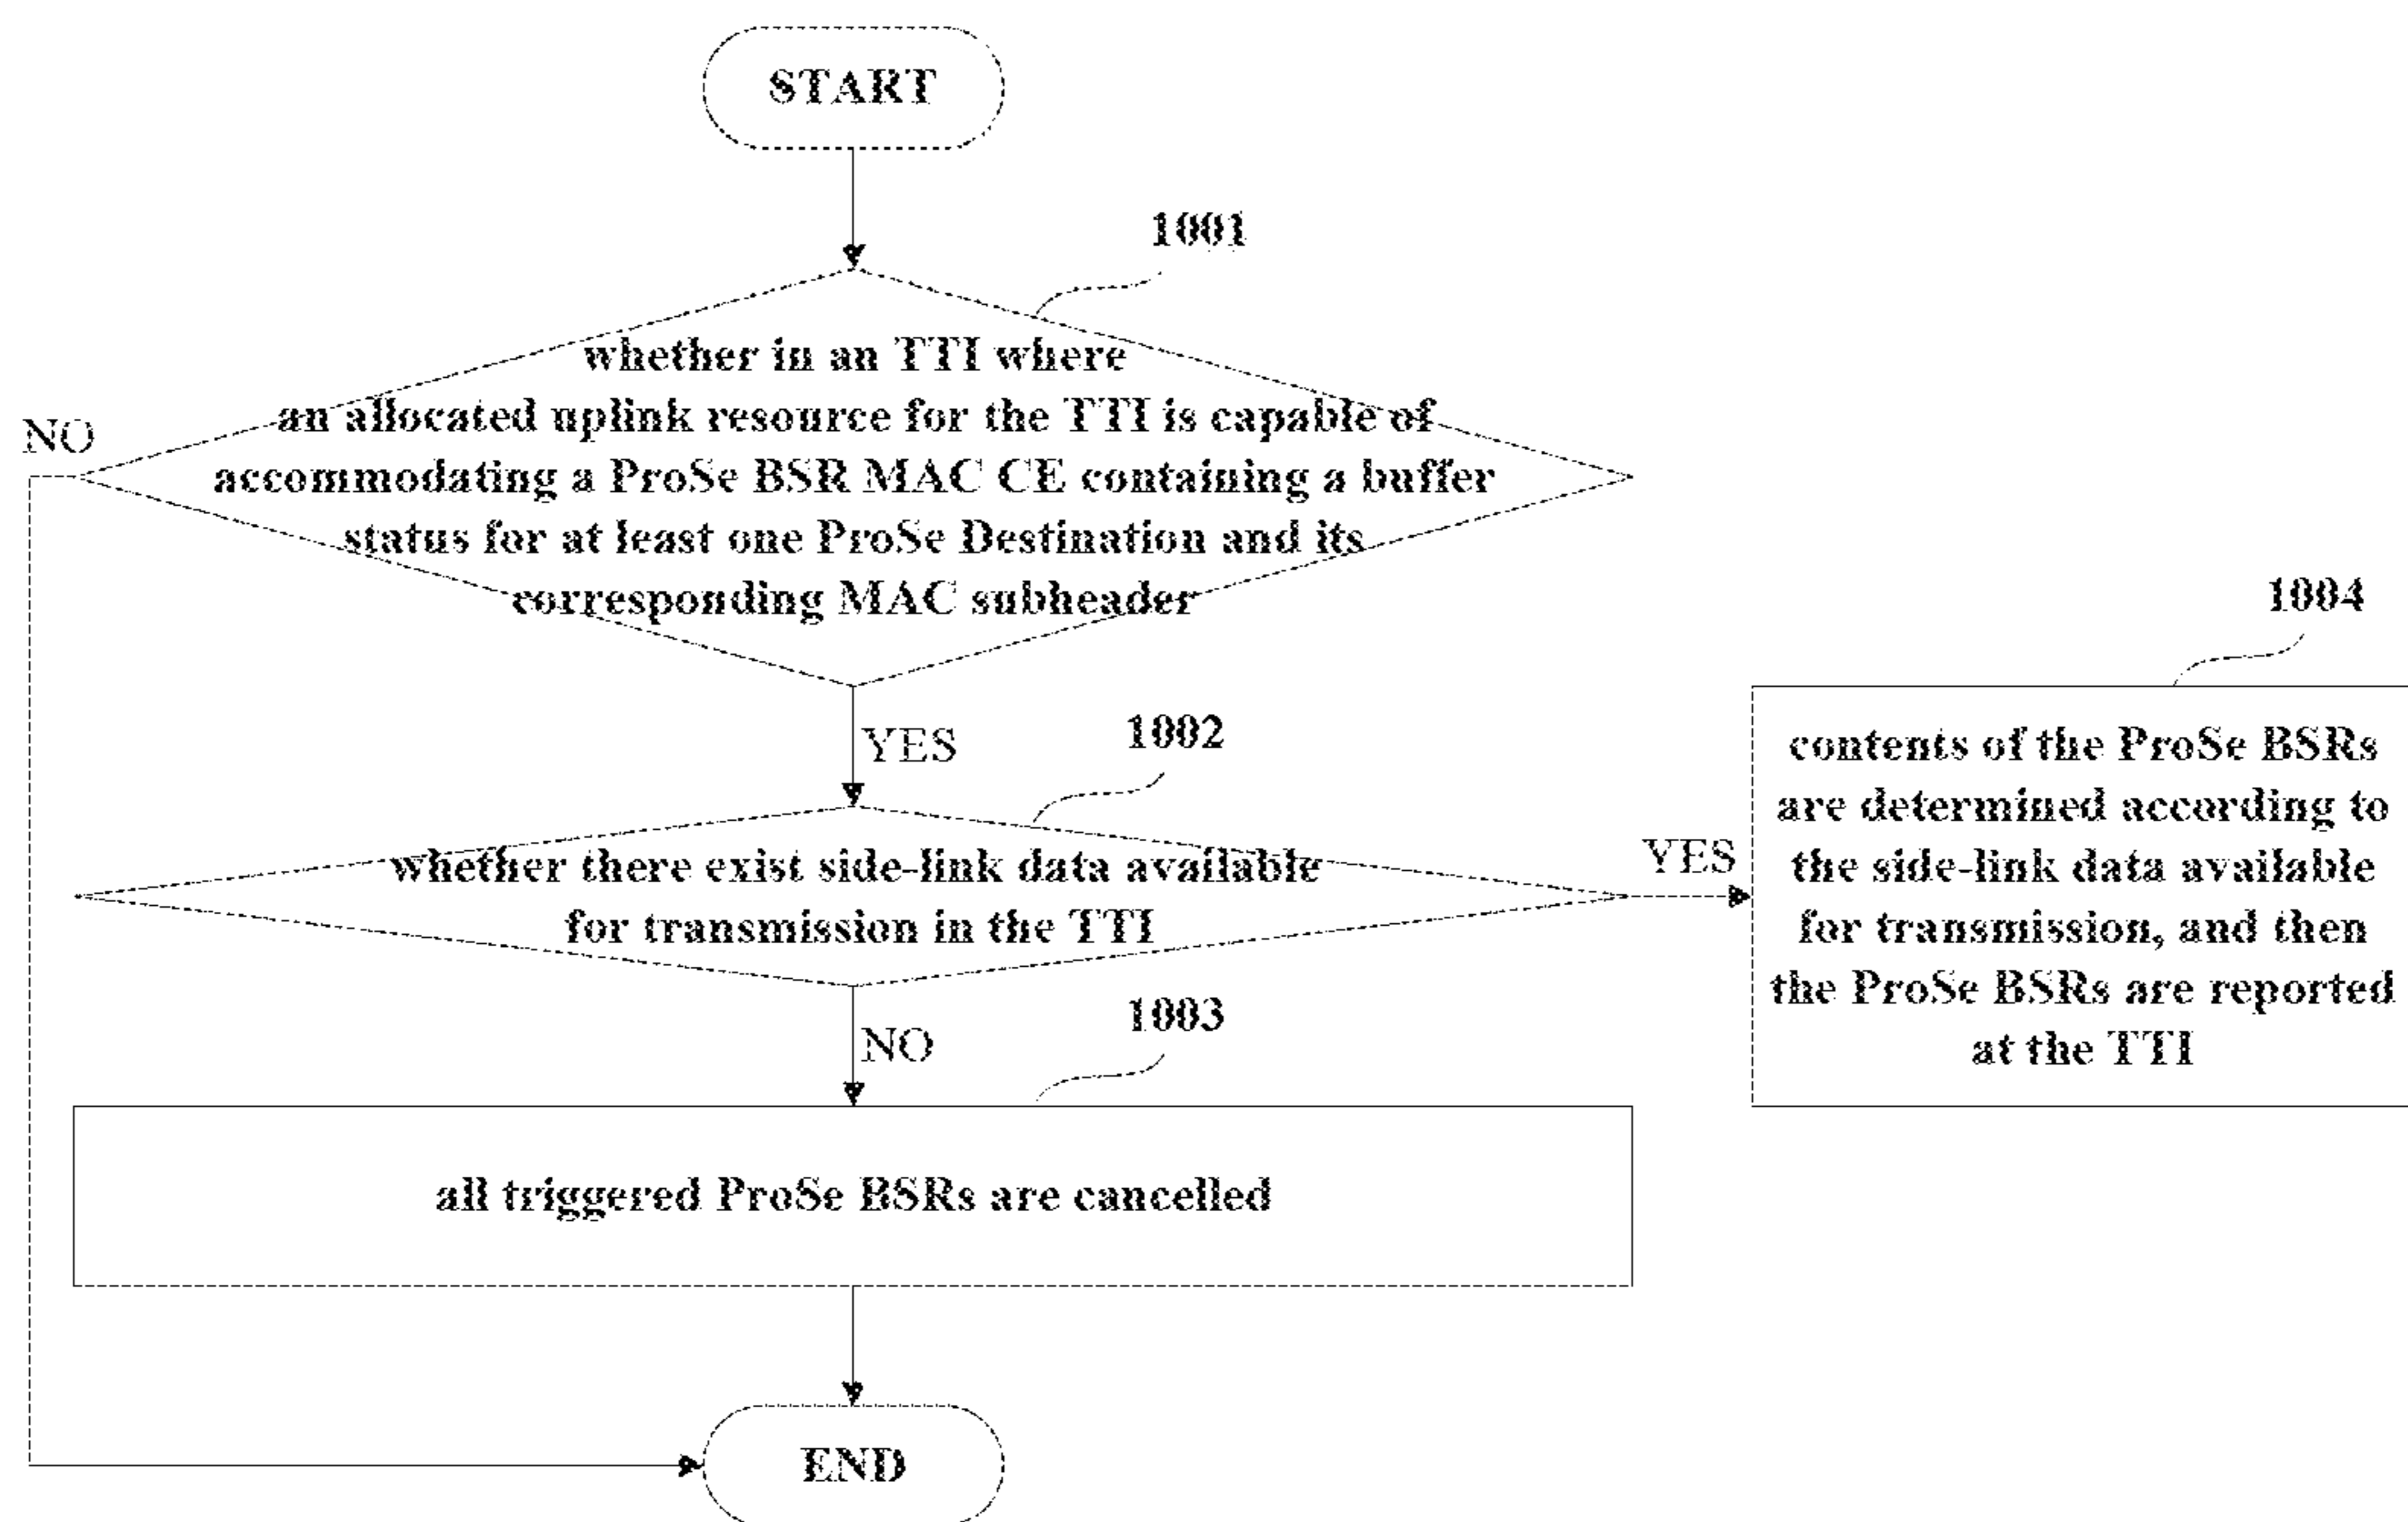 START
1001
whether in an TTI where
an allocated uplink resource for the TTI is capable of
NO
accommodating a ProSe BSR MAC CE containing a buffer
status for at least one ProSe Destination and its
corresponding MAC subheader
YES
1002
whether there exist side-link data available
for transmission in the TTI
YES
1004
contents of the ProSe BSRs
are determined according to
the side-link data available
for transmission, and then
the ProSe BSRs are reported
at the TTI
NO
1003
all triggered ProSe BSRs are cancelled
END